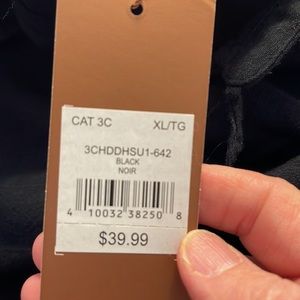 CAT 3C XL/TG
3CHDDHSU1-642
BLACK
NOIR
4 10032 38250 8
$39.99